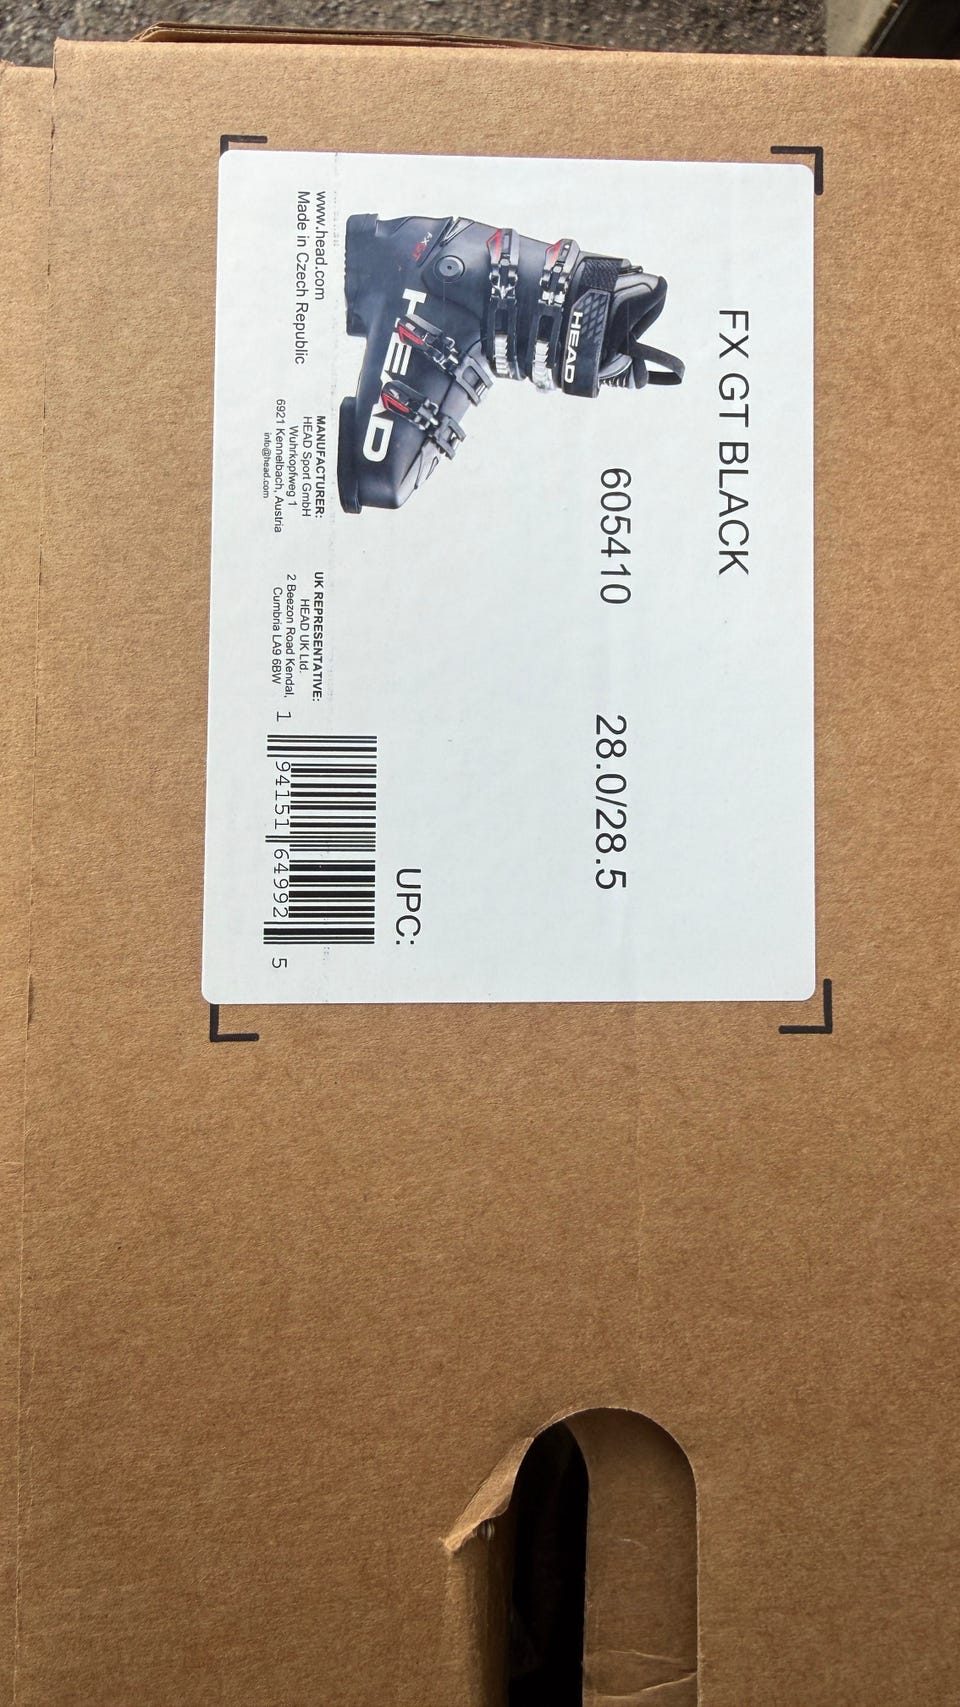 FX GT BLACK
605410
28.0/28.5
FX GT
HEAD
HEAD
UPC:
1 94151 64992 5
www.head.com
Made in Czech Republic
MANUFACTURER:
HEAD Sport GmbH
Wuhrkopfweg 1
6921 Kennelbach, Austria
info@head.com
UK REPRESENTATIVE:
HEAD UK Ltd.
2 Beezon Road Kendal,
Cumbria LA9 6BW